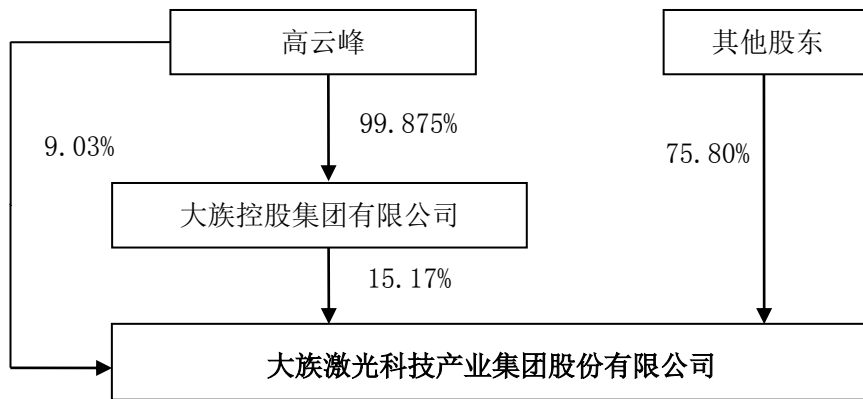 高云峰
其他股东
99.875%
9.03%
75.80%
大族控股集团有限公司
15.17%
大族激光科技产业集团股份有限公司